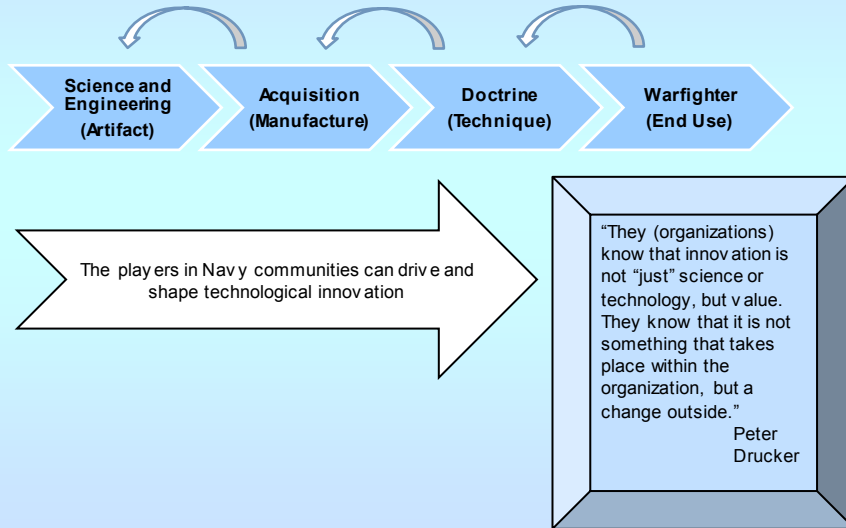 Science and
Engineering
(Artifact)
Acquisition
(Manufacture)
Doctrine
(Technique)
Warfighter
(End Use)
The players in Navy communities can drive and
shape technological innovation
“They (organizations)
know that innovation is
not “just” science or
technology, but value.
They know that it is not
something that takes
place within the
organization, but a
change outside.”
Peter
Drucker